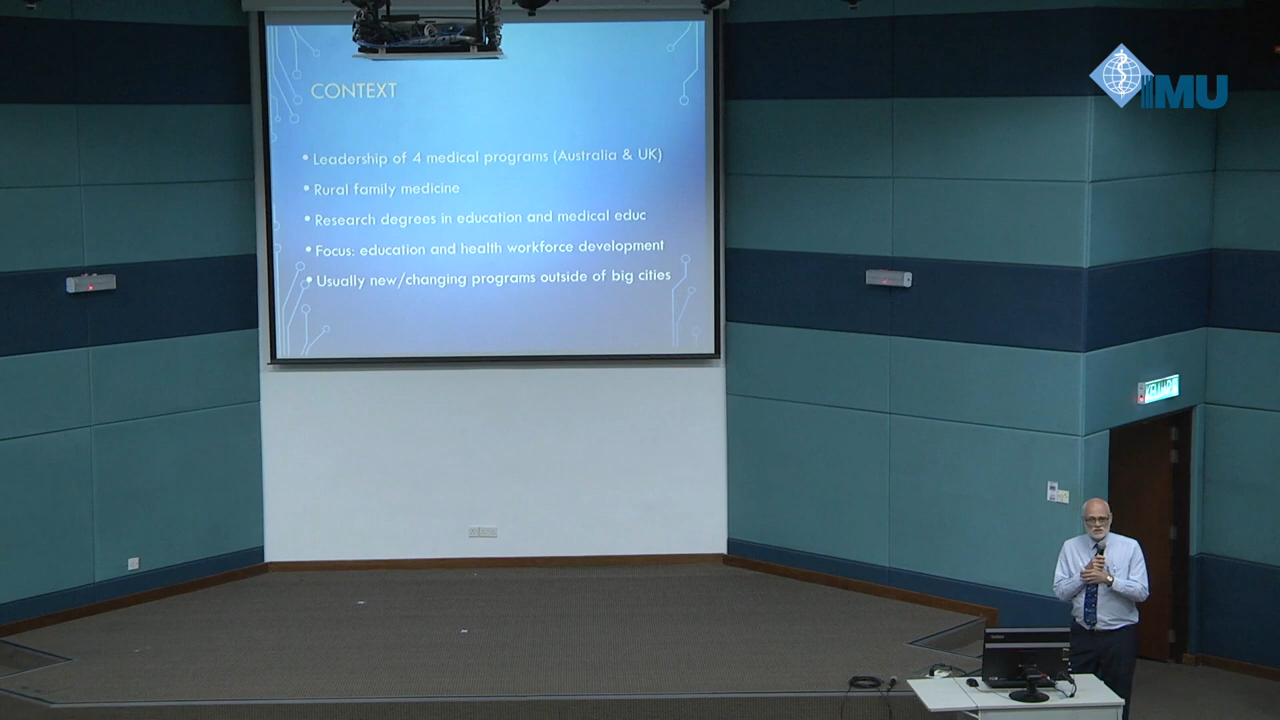 CONTEXT
• Leadership of 4 medical programs (Australia & UK)
• Rural family medicine
• Research degrees in education and medical educ
• Focus: education and health workforce development
• Usually new/changing programs outside of big cities
IMU
KELUAR